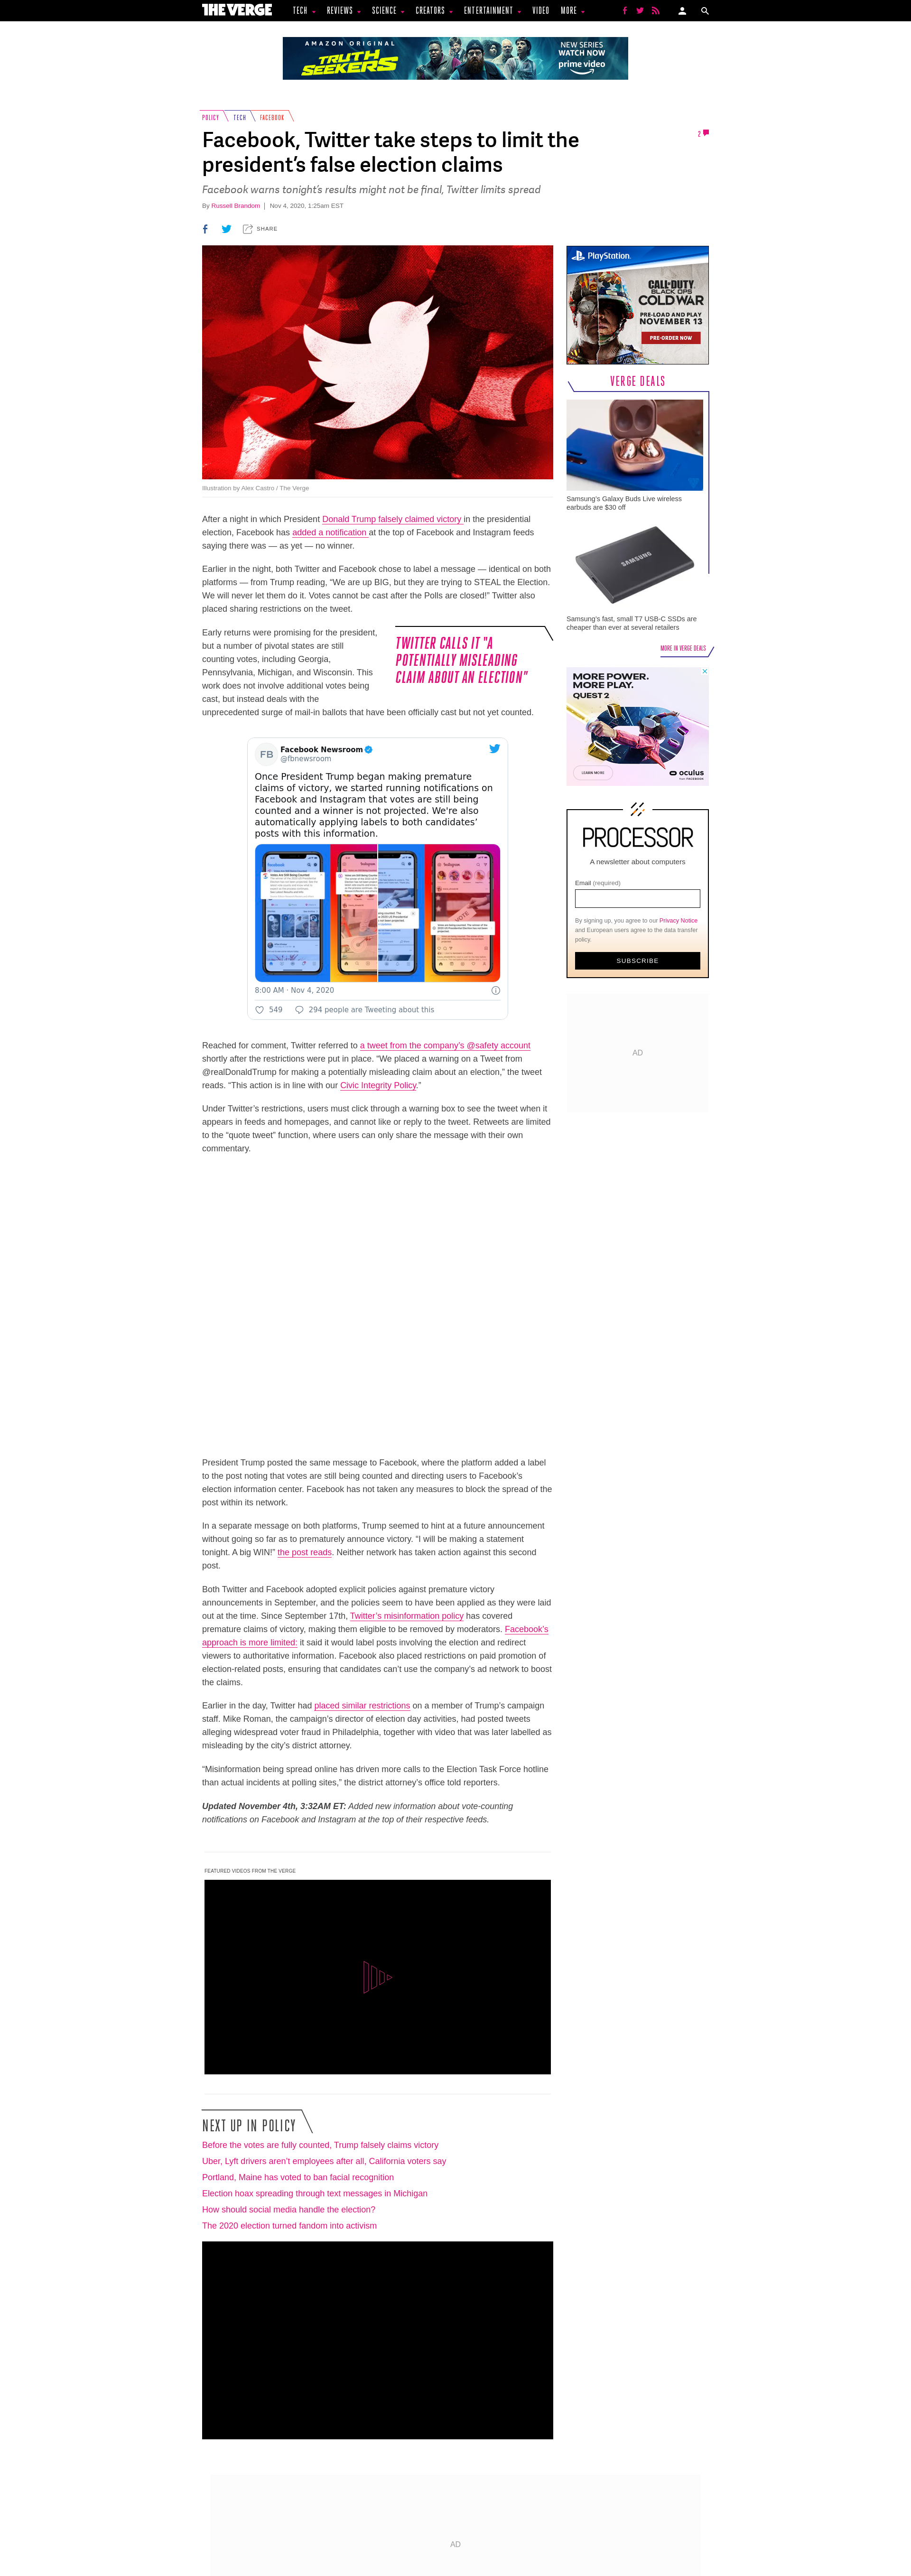 THE VERGE
TECH REVIEWS SCIENCE CREATORS ENTERTAINMENT VIDEO MORE
AMAZON ORIGINAL
TRUTH SEEKERS
NEW SERIES
WATCH NOW
prime video
POLICY TECH FACEBOOK
Facebook, Twitter take steps to limit the
president’s false election claims
2
Facebook warns tonight’s results might not be final, Twitter limits spread
By Russell Brandom | Nov 4, 2020, 1:25am EST
SHARE
Illustration by Alex Castro / The Verge
After a night in which President Donald Trump falsely claimed victory in the presidential
election, Facebook has added a notification at the top of Facebook and Instagram feeds
saying there was — as yet — no winner.
Earlier in the night, both Twitter and Facebook chose to label a message — identical on both
platforms — from Trump reading, “We are up BIG, but they are trying to STEAL the Election.
We will never let them do it. Votes cannot be cast after the Polls are closed!” Twitter also
placed sharing restrictions on the tweet.
Early returns were promising for the president,
but a number of pivotal states are still
counting votes, including Georgia,
Pennsylvania, Michigan, and Wisconsin. This
work does not involve additional votes being
cast, but instead deals with the
unprecedented surge of mail-in ballots that have been officially cast but not yet counted.
TWITTER CALLS IT "A
POTENTIALLY MISLEADING
CLAIM ABOUT AN ELECTION"
FB
Facebook Newsroom
@fbnewsroom
Once President Trump began making premature
claims of victory, we started running notifications on
Facebook and Instagram that votes are still being
counted and a winner is not projected. We're also
automatically applying labels to both candidates’
posts with this information.
8:00 AM · Nov 4, 2020
549 294 people are Tweeting about this
Reached for comment, Twitter referred to a tweet from the company’s @safety account
shortly after the restrictions were put in place. “We placed a warning on a Tweet from
@realDonaldTrump for making a potentially misleading claim about an election,” the tweet
reads. “This action is in line with our Civic Integrity Policy.”
Under Twitter’s restrictions, users must click through a warning box to see the tweet when it
appears in feeds and homepages, and cannot like or reply to the tweet. Retweets are limited
to the “quote tweet” function, where users can only share the message with their own
commentary.
President Trump posted the same message to Facebook, where the platform added a label
to the post noting that votes are still being counted and directing users to Facebook’s
election information center. Facebook has not taken any measures to block the spread of the
post within its network.
In a separate message on both platforms, Trump seemed to hint at a future announcement
without going so far as to prematurely announce victory. “I will be making a statement
tonight. A big WIN!” the post reads. Neither network has taken action against this second
post.
Both Twitter and Facebook adopted explicit policies against premature victory
announcements in September, and the policies seem to have been applied as they were laid
out at the time. Since September 17th, Twitter’s misinformation policy has covered
premature claims of victory, making them eligible to be removed by moderators. Facebook’s
approach is more limited: it said it would label posts involving the election and redirect
viewers to authoritative information. Facebook also placed restrictions on paid promotion of
election-related posts, ensuring that candidates can’t use the company’s ad network to boost
the claims.
Earlier in the day, Twitter had placed similar restrictions on a member of Trump’s campaign
staff. Mike Roman, the campaign’s director of election day activities, had posted tweets
alleging widespread voter fraud in Philadelphia, together with video that was later labelled as
misleading by the city’s district attorney.
“Misinformation being spread online has driven more calls to the Election Task Force hotline
than actual incidents at polling sites,” the district attorney’s office told reporters.
Updated November 4th, 3:32AM ET: Added new information about vote-counting
notifications on Facebook and Instagram at the top of their respective feeds.
FEATURED VIDEOS FROM THE VERGE
NEXT UP IN POLICY
Before the votes are fully counted, Trump falsely claims victory
Uber, Lyft drivers aren’t employees after all, California voters say
Portland, Maine has voted to ban facial recognition
Election hoax spreading through text messages in Michigan
How should social media handle the election?
The 2020 election turned fandom into activism
PlayStation
CALL OF DUTY
BLACK OPS
COLD WAR
PRE-LOAD AND PLAY
NOVEMBER 13
PRE-ORDER NOW
VERGE DEALS
Samsung’s Galaxy Buds Live wireless
earbuds are $30 off
SAMSUNG
Samsung’s fast, small T7 USB-C SSDs are
cheaper than ever at several retailers
MORE IN VERGE DEALS
MORE POWER.
MORE PLAY.
QUEST 2
LEARN MORE
oculus
from FACEBOOK
PROCESSOR
A newsletter about computers
Email (required)
By signing up, you agree to our Privacy Notice
and European users agree to the data transfer
policy.
SUBSCRIBE
AD
AD